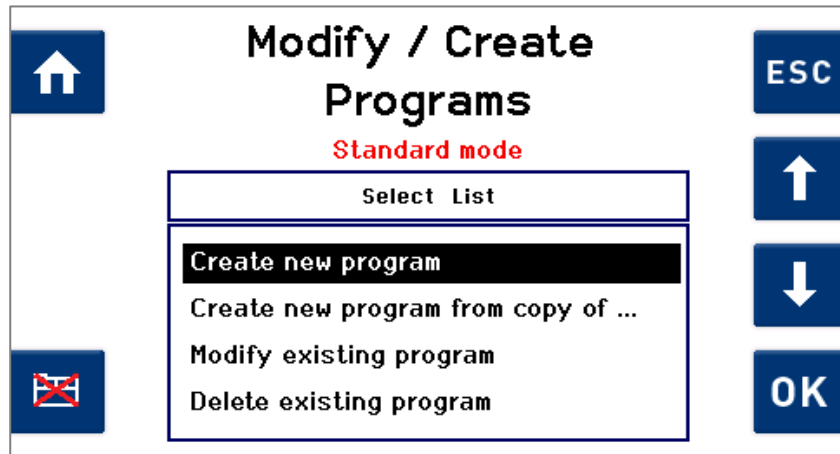 Modify / Create
Programs
ESC
Standard mode
Select List
Create new program
Create new program from copy of ...
Modify existing program
Delete existing program
OK